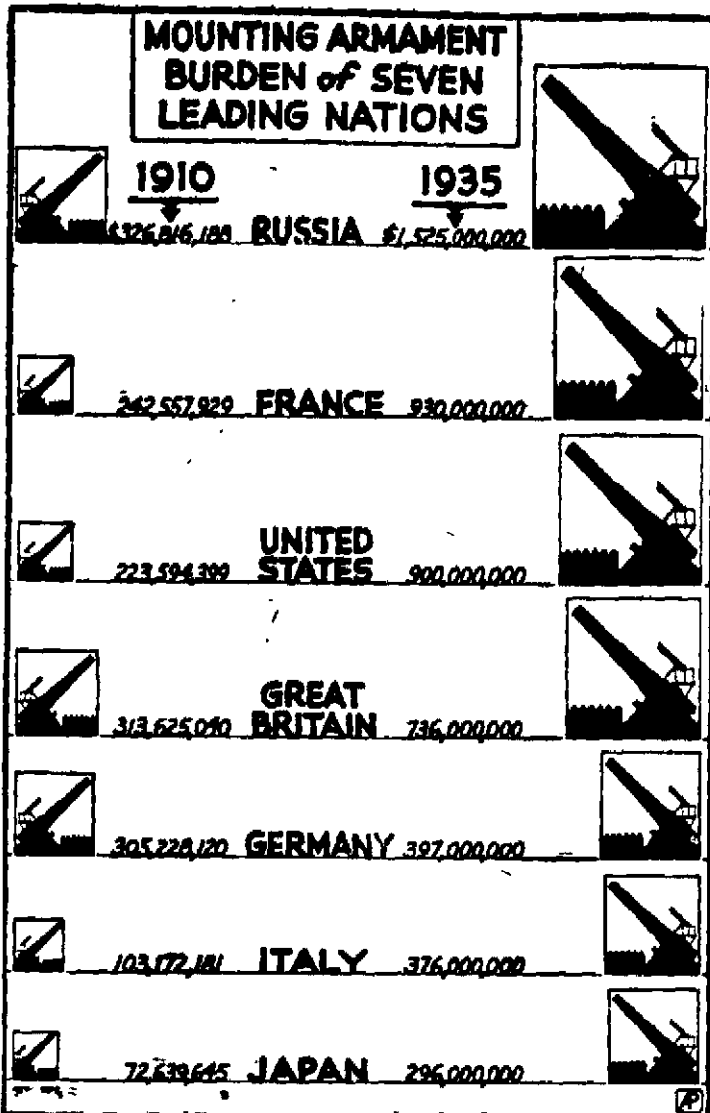 MOUNTING ARMAMENT
BURDEN of SEVEN
LEADING NATIONS
1910 1935
$326,816,188 RUSSIA $1,525,000,000
242,557,929 FRANCE 930,000,000
UNITED
223,594,399 STATES 900,000,000
GREAT
313,625,040 BRITAIN 736,000,000
305,228,120 GERMANY 397,000,000
103,172,181 ITALY 376,000,000
72,639,645 JAPAN 296,000,000
AP